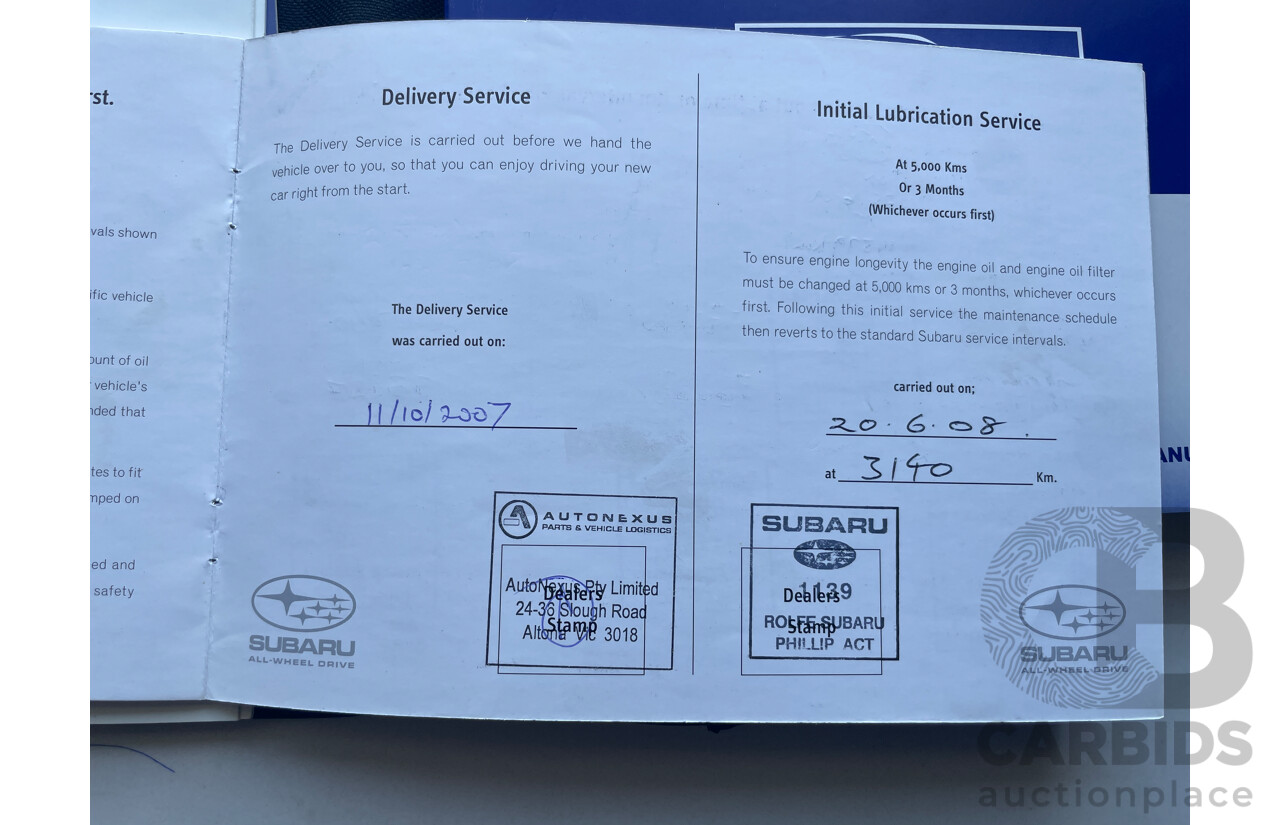 rst.
vals shown
ific vehicle
ount of oil
vehicle's
nded that
tes to fit
mped on
ed and
safety
Delivery Service
The Delivery Service is carried out before we hand the
vehicle over to you, so that you can enjoy driving your new
car right from the start.
The Delivery Service
was carried out on:
11/10/2007
AUTONEXUS
PARTS & VEHICLE LOGISTICS
AutoNexus Pty Limited
24-36 Slough Road
Altona Vic 3018
Dealers
Stamp
SUBARU
ALL-WHEEL DRIVE
Initial Lubrication Service
At 5,000 Kms
Or 3 Months
(Whichever occurs first)
To ensure engine longevity the engine oil and engine oil filter
must be changed at 5,000 kms or 3 months, whichever occurs
first. Following this initial service the maintenance schedule
then reverts to the standard Subaru service intervals.
carried out on;
20.6.08.
at 3140 Km.
SUBARU
1139
ROLFE SUBARU
PHILLIP ACT
Dealers
Stamp
SUBARU
ALL-WHEEL DRIVE
ANU
CB
CARBIDS
auctionplace